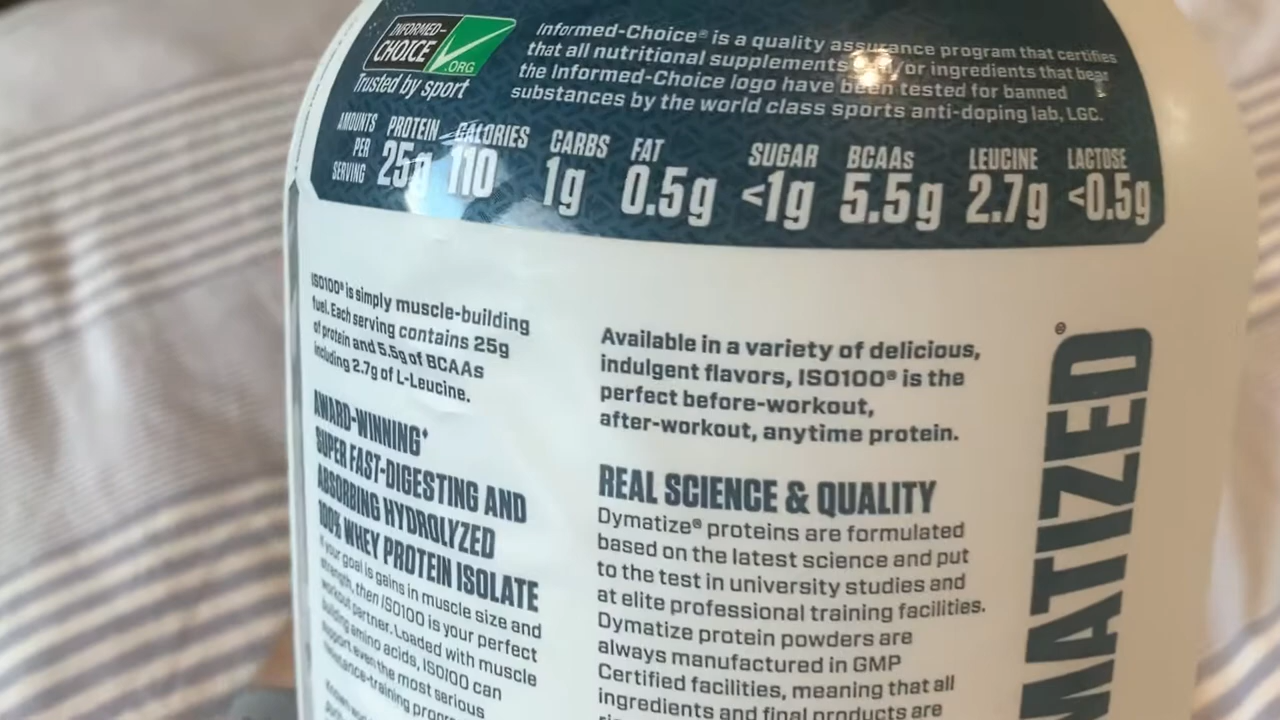 INFORMED-
CHOICE
.ORG
Trusted by sport
Informed-Choice® is a quality assurance program that certifies
that all nutritional supplements /or ingredients that bear
the Informed-Choice logo have been tested for banned
substances by the world class sports anti-doping lab, LGC.
AMOUNTS PER SERVING
PROTEIN 25g
CALORIES 110
CARBS 1g
FAT 0.5g
SUGAR <1g
BCAAs 5.5g
LEUCINE 2.7g
LACTOSE <0.5g
ISO100® is simply muscle-building
fuel. Each serving contains 25g
of protein and 5.5g of BCAAs
including 2.7g of L-Leucine.
AWARD-WINNING♦
SUPER FAST-DIGESTING AND
ABSORBING HYDROLYZED
100% WHEY PROTEIN ISOLATE
If your goal is gains in muscle size and
strength, then ISO100 is your perfect
workout partner. Loaded with muscle
building amino acids, ISO100 can
support even the most serious
Available in a variety of delicious,
indulgent flavors, ISO100® is the
perfect before-workout,
after-workout, anytime protein.
REAL SCIENCE & QUALITY
Dymatize® proteins are formulated
based on the latest science and put
to the test in university studies and
at elite professional training facilities.
Dymatize protein powders are
always manufactured in GMP
Certified facilities, meaning that all
ingredients and final products are
MATIZED®